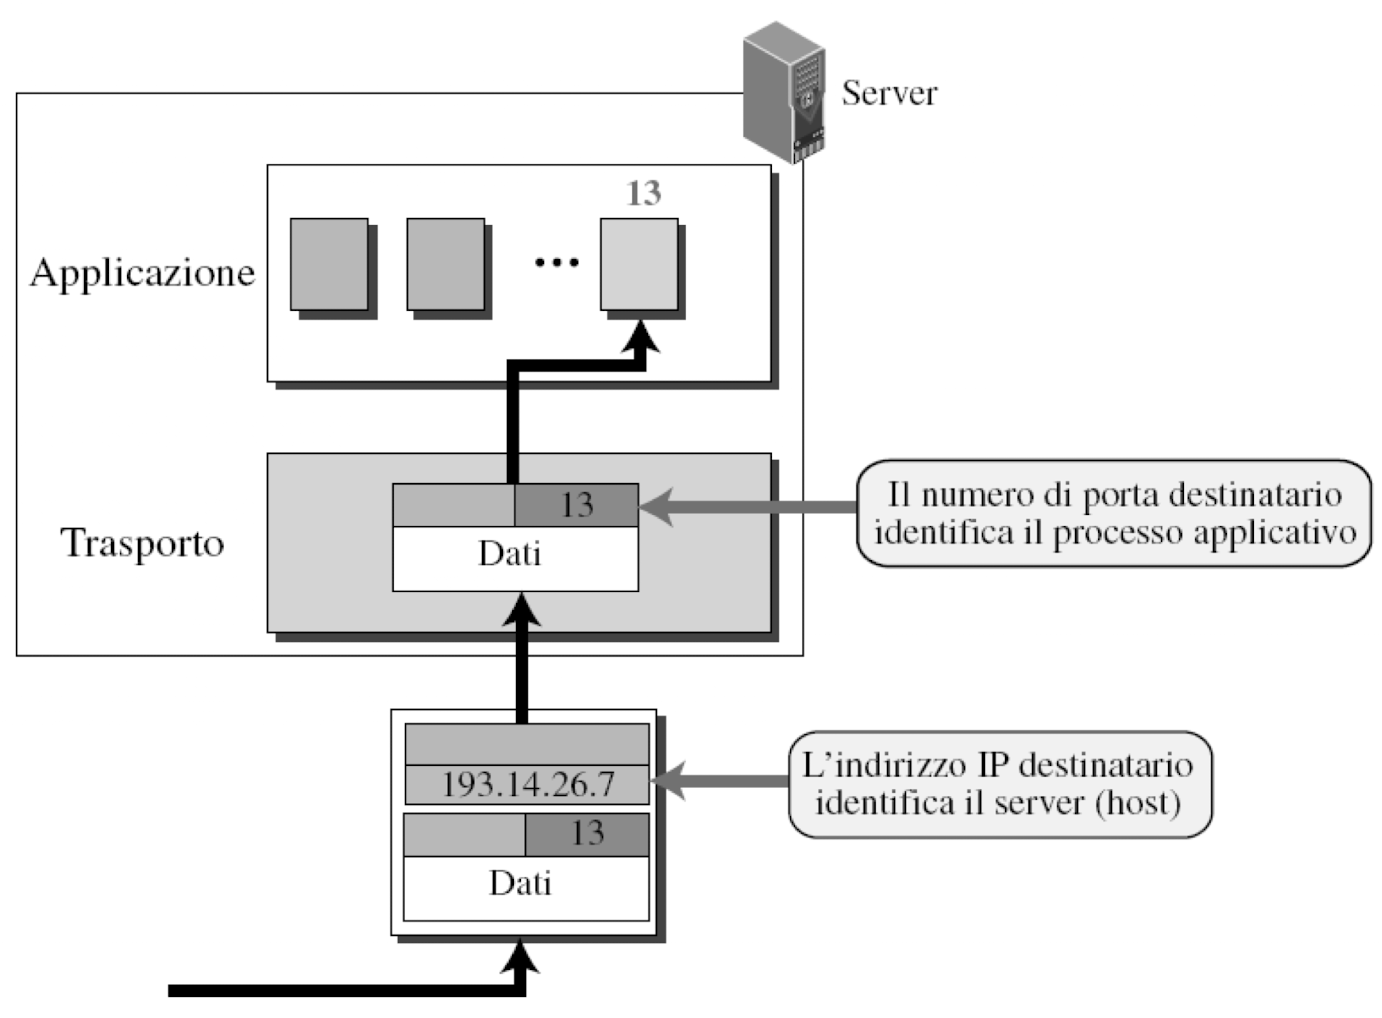 Server
13
Applicazione
13
Il numero di porta destinatario
identifica il processo applicativo
Trasporto
Dati
193.14.26.7
L'indirizzo IP destinatario
identifica il server (host)
13
Dati